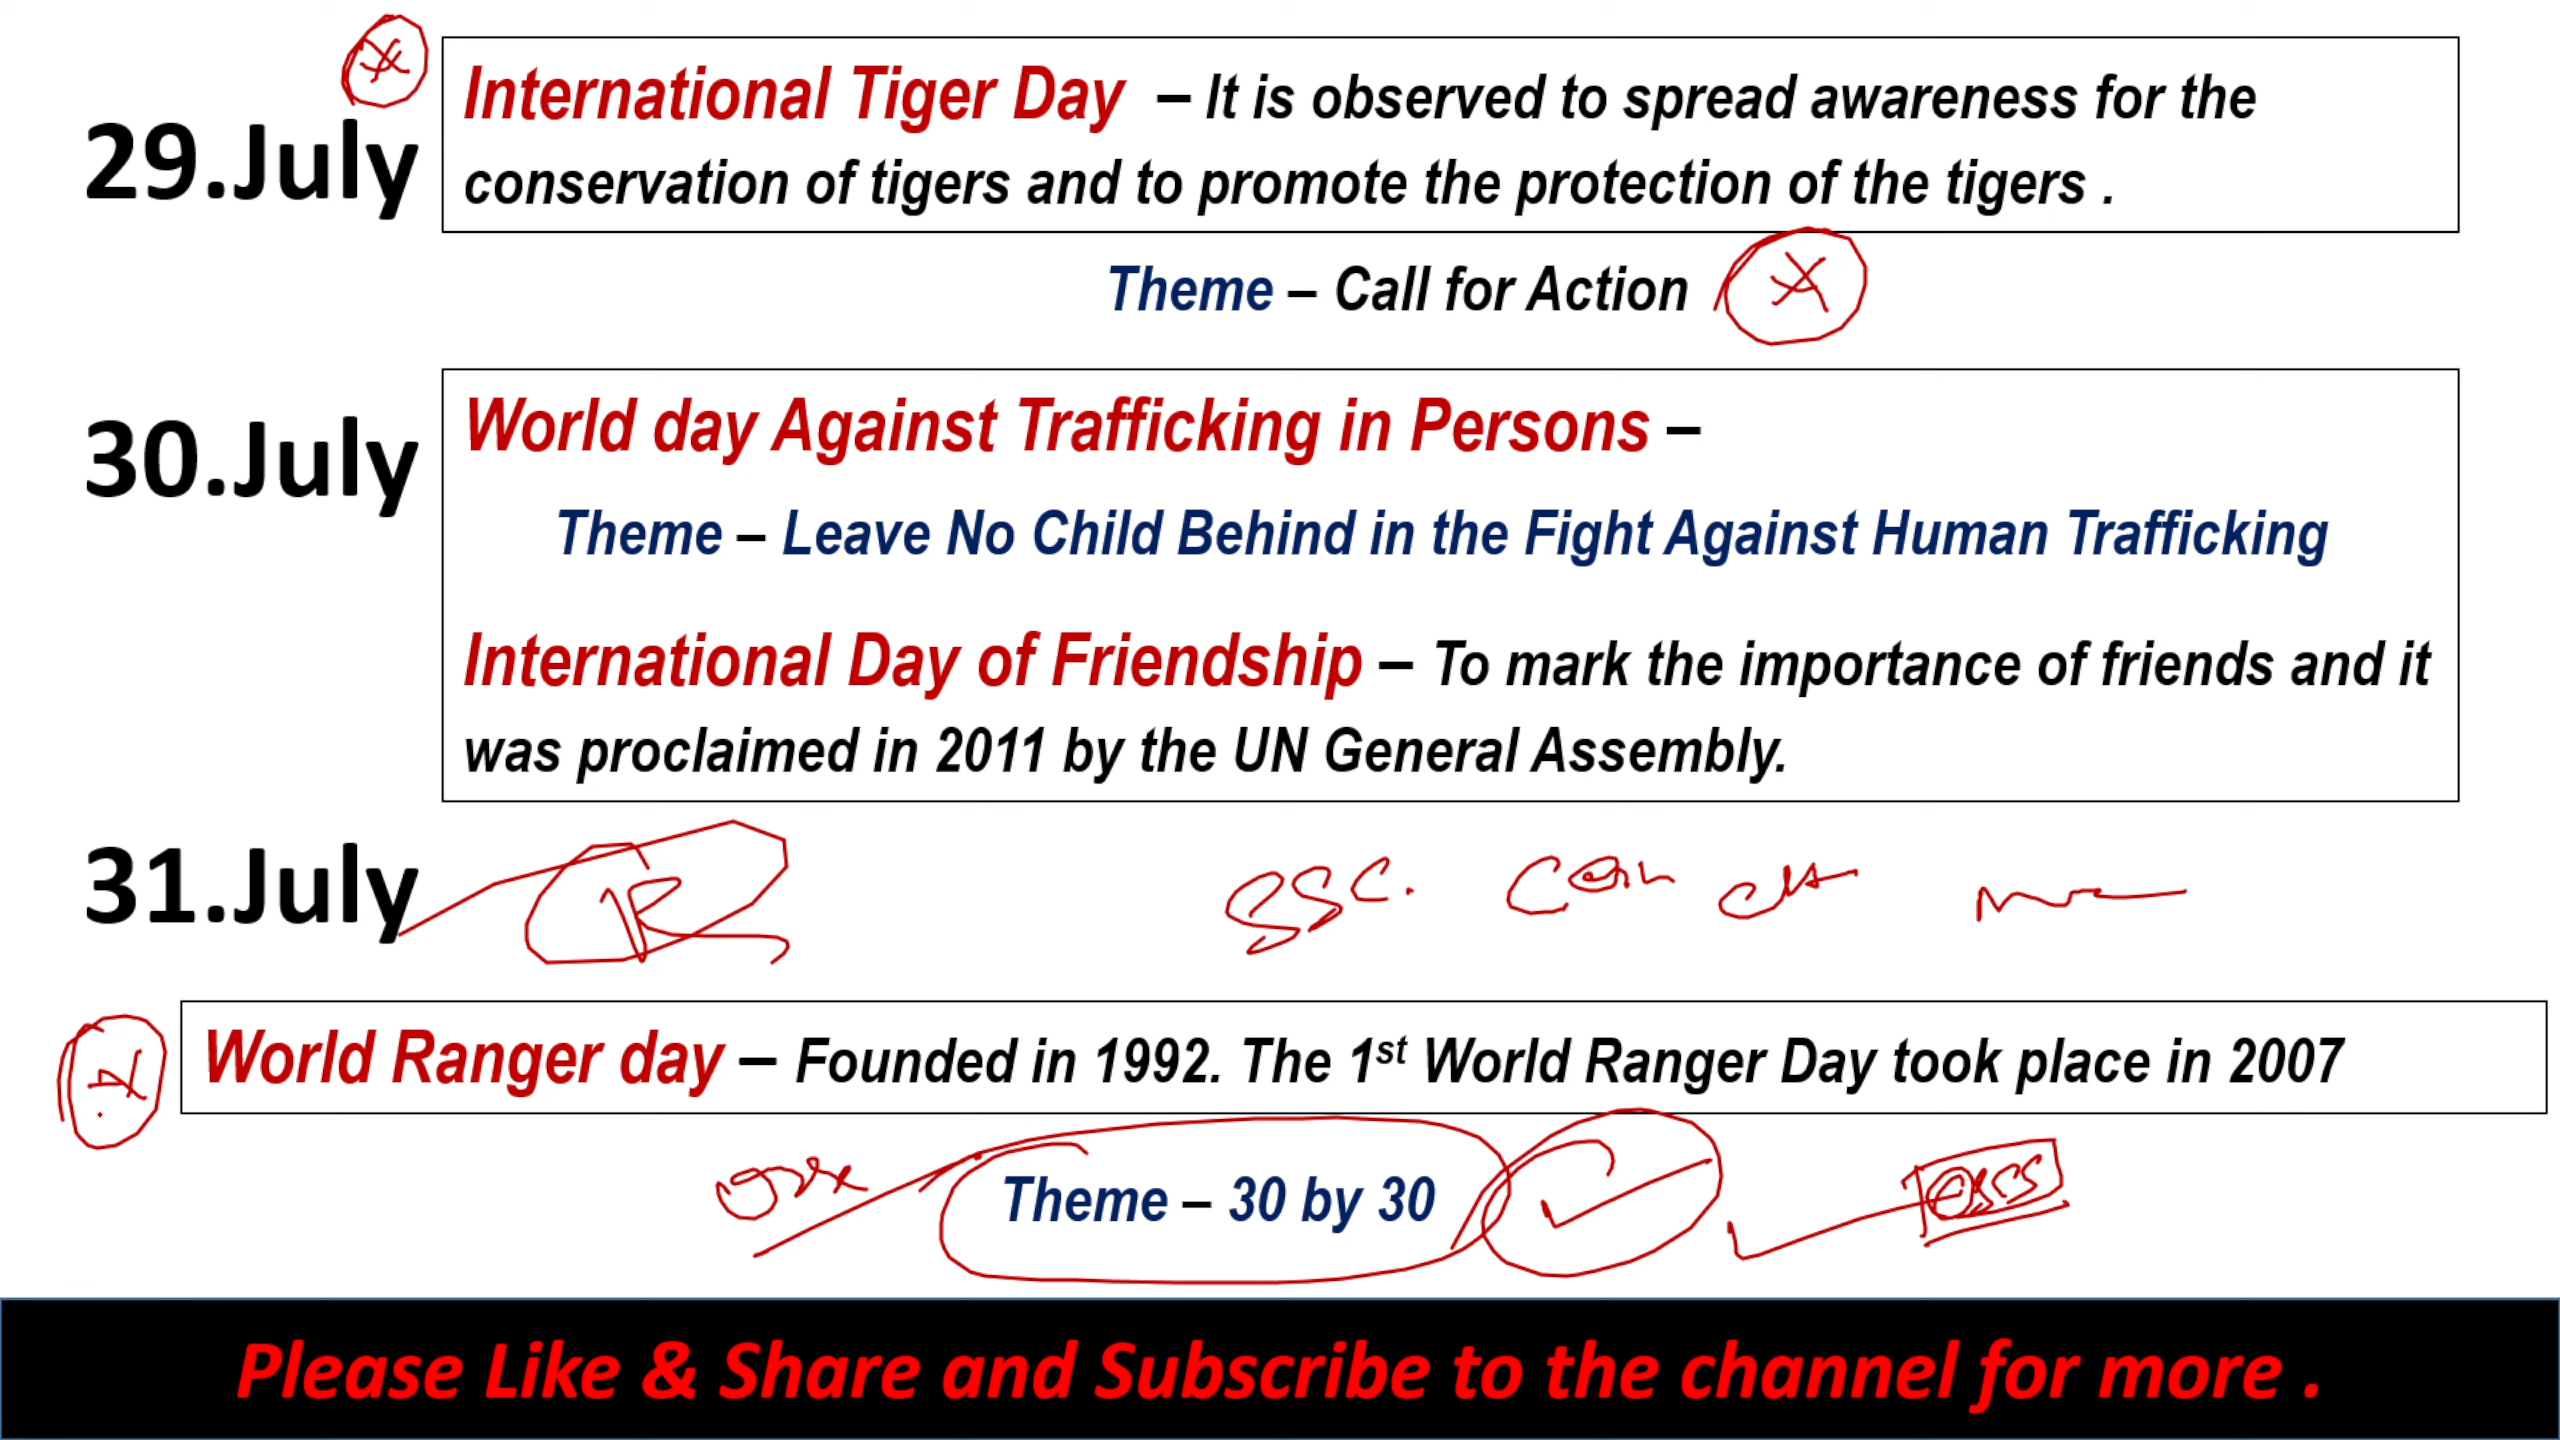 International Tiger Day – It is observed to spread awareness for the
29.July
conservation of tigers and to promote the protection of the tigers .
Theme – Call for Action
30.July
World day Against Trafficking in Persons –
Theme – Leave No Child Behind in the Fight Against Human Trafficking
International Day of Friendship – To mark the importance of friends and it
was proclaimed in 2011 by the UN General Assembly.
31.July
R
SSC.
World Ranger day – Founded in 1992. The 1st World Ranger Day took place in 2007
Theme – 30 by 30
Please Like & Share and Subscribe to the channel for more .